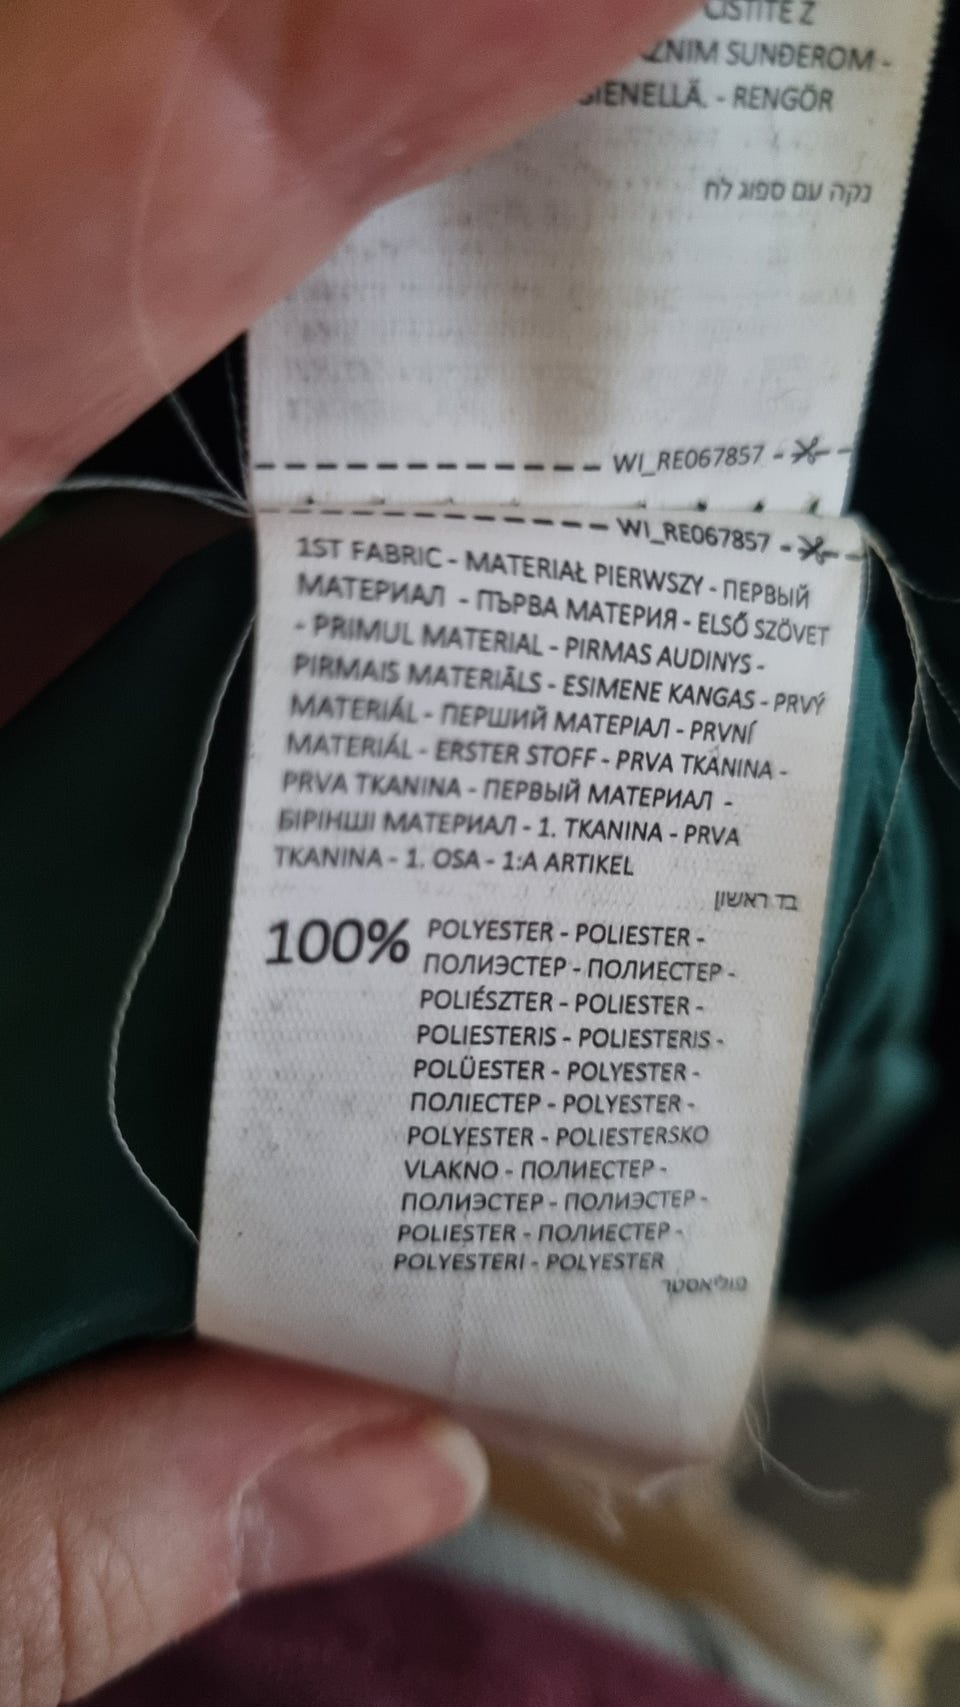 ČISTITE Z
SUNĐEROM -
- RENGÖR
נקה עם ספוג לח
WI_RE067857 -
WI_RE067857 -
1ST FABRIC - MATERIAŁ PIERWSZY - ПЕРВЫЙ
МАТЕРИАЛ - ПЪРВА МАТЕРИЯ - ELSŐ SZÖVET
- PRIMUL MATERIAL - PIRMAS AUDINYS -
PIRMAIS MATERIĀLS - ESIMENE KANGAS - PRVÝ
MATERIÁL - ПЕРШИЙ МАТЕРІАЛ - PRVNÍ
MATERIÁL - ERSTER STOFF - PRVA TKANINA -
PRVA TKANINA - ПЕРВЫЙ МАТЕРИАЛ -
БІРІНШІ МАТЕРИАЛ - 1. TKANINA - PRVA
TKANINA - 1. OSA - 1:A ARTIKEL
בד ראשון
100% POLYESTER - POLIESTER -
ПОЛИЭСТЕР - ПОЛИЕСТЕР -
POLIÉSZTER - POLIESTER -
POLIESTERIS - POLIESTERIS -
POLÜESTER - POLYESTER -
ПОЛІЕСТЕР - POLYESTER -
POLYESTER - POLIESTERSKO
VLAKNO - ПОЛИЕСТЕР -
ПОЛИЭСТЕР - ПОЛИЭСТЕР -
POLIESTER - ПОЛИЕСТЕР -
POLYESTERI - POLYESTER
פוליאסטר